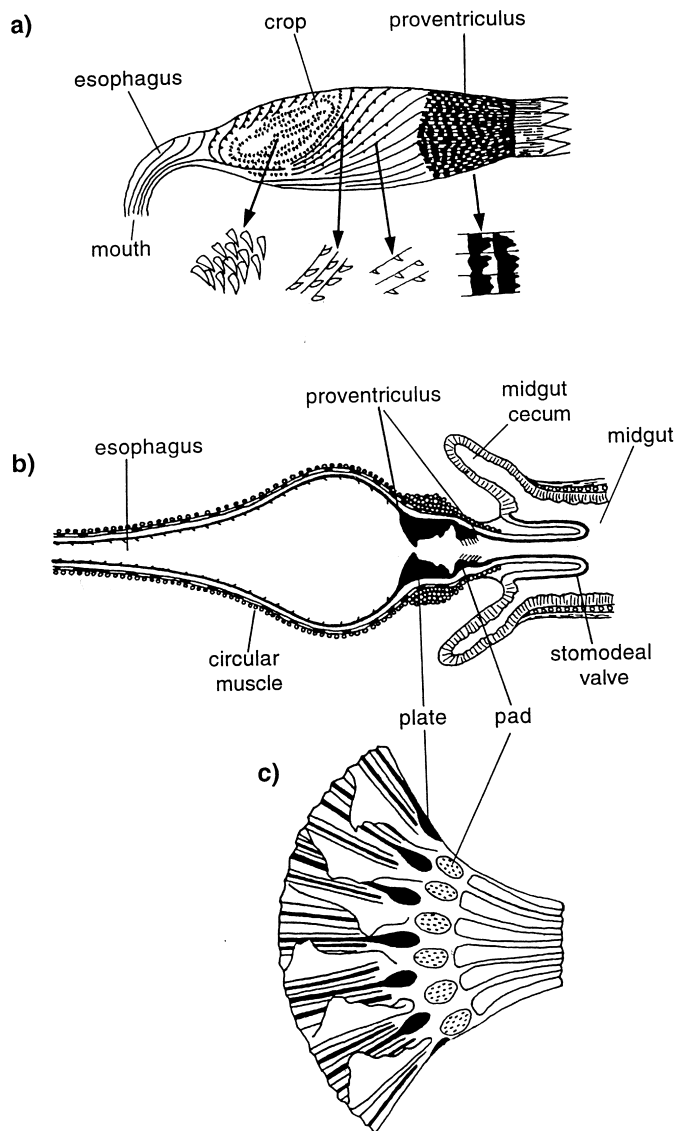 a)
crop
proventriculus
esophagus
mouth
proventriculus
midgut
cecum
midgut
esophagus
b)
circular
muscle
stomodeal
valve
plate
pad
c)